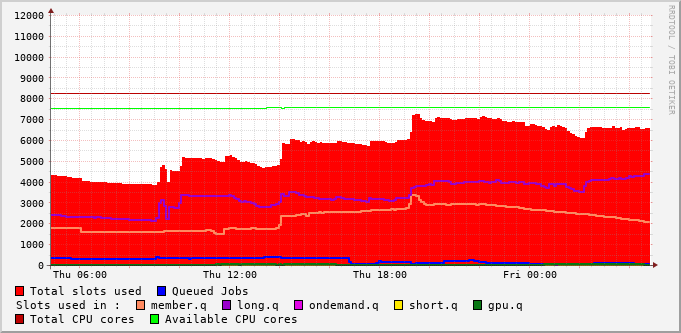 RRDTOOL / TOBI OETIKER
12000
11000
10000
9000
8000
7000
6000
5000
4000
3000
2000
1000
0
Thu 06:00 Thu 12:00 Thu 18:00 Fri 00:00
Total slots used Queued Jobs
Slots used in : member.q long.q ondemand.q short.q gpu.q
Total CPU cores Available CPU cores